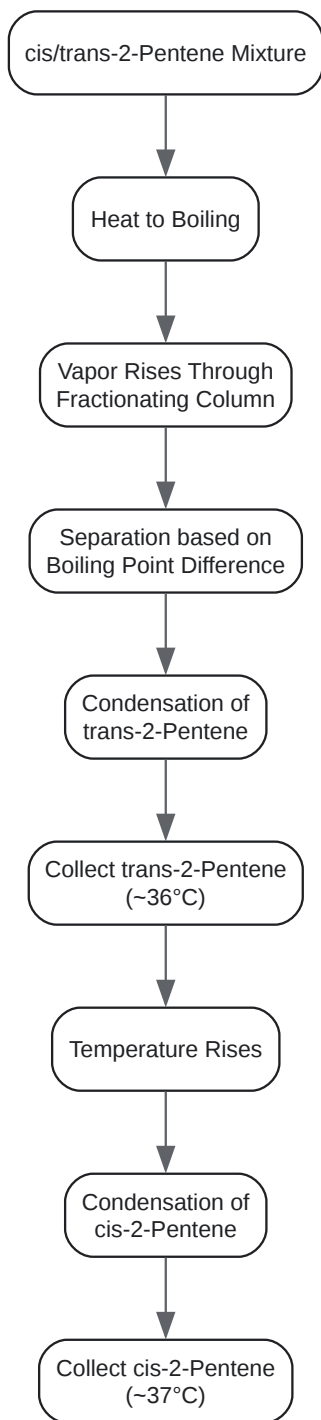 cis/trans-2-Pentene Mixture
Heat to Boiling
Vapor Rises Through
Fractionating Column
Separation based on
Boiling Point Difference
Condensation of
trans-2-Pentene
Collect trans-2-Pentene
(~36°C)
Temperature Rises
Condensation of
cis-2-Pentene
Collect cis-2-Pentene
(~37°C)